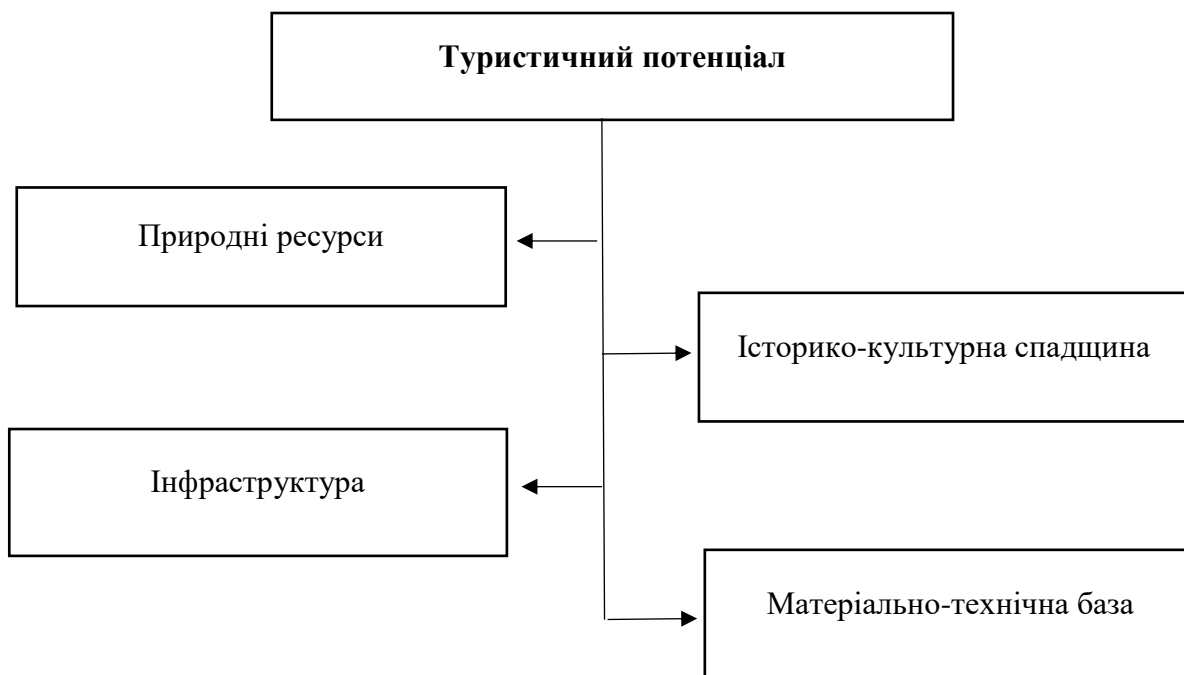 Туристичний потенціал
Природні ресурси
Історико-культурна спадщина
Інфраструктура
Матеріально-технічна база